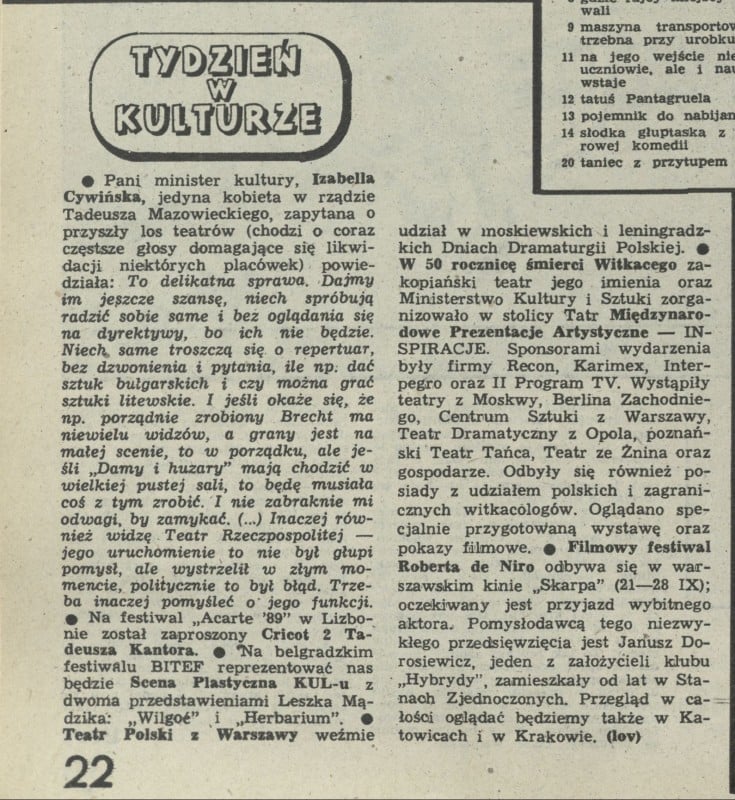 TYDZIEŃ
W
KULTURZE
● Pani minister kultury, Izabella
Cywińska, jedyna kobieta w rządzie
Tadeusza Mazowieckiego, zapytana o
przyszły los teatrów (chodzi o coraz
częstsze głosy domagające się likwi-
dacji niektórych placówek) powie-
działa: To delikatna sprawa. Dajmy
im jeszcze szansę, niech spróbują
radzić sobie same i bez oglądania się
na dyrektywy, bo ich nie będzie.
Niech same troszczą się o repertuar,
bez dzwonienia i pytania, ile np. dać
sztuk bułgarskich i czy można grać
sztuki litewskie. I jeśli okaże się, że
np. porządnie zrobiony Brecht ma
niewielu widzów, a grany jest na
małej scenie, to w porządku, ale je-
śli „Damy i huzary” mają chodzić w
wielkiej pustej sali, to będę musiała
coś z tym zrobić. I nie zabraknie mi
odwagi, by zamykać. (...) Inaczej rów-
nież widzę Teatr Rzeczpospolitej —
jego uruchomienie to nie był głupi
pomysł, ale wystrzelił w złym mo-
mencie, politycznie to był błąd. Trze-
ba inaczej pomyśleć o jego funkcji.
● Na festiwal „Acarte '89” w Lizbo-
nie został zaproszony Cricot 2 Ta-
deusza Kantora. ● Na belgradzkim
festiwalu BITEF reprezentować nas
będzie Scena Plastyczna KUL-u z
dwoma przedstawieniami Leszka Mą-
dzika: „Wilgoć” i „Herbarium”. ●
Teatr Polski z Warszawy weźmie
udział w moskiewskich i leningradz-
kich Dniach Dramaturgii Polskiej. ●
W 50 rocznicę śmierci Witkacego za-
kopiański teatr jego imienia oraz
Ministerstwo Kultury i Sztuki zorga-
nizowało w stolicy Tatr Międzynaro-
dowe Prezentacje Artystyczne — IN-
SPIRACJE. Sponsorami wydarzenia
były firmy Recon, Karimex, Inter-
pegro oraz II Program TV. Wystąpiły
teatry z Moskwy, Berlina Zachodnie-
go, Centrum Sztuki z Warszawy,
Teatr Dramatyczny z Opola, poznań-
ski Teatr Tańca, Teatr ze Żnina oraz
gospodarze. Odbyły się również po-
siady z udziałem polskich i zagrani-
cznych witkacologów. Oglądano spe-
cjalnie przygotowaną wystawę oraz
pokazy filmowe. ● Filmowy festiwal
Roberta de Niro odbywa się w war-
szawskim kinie „Skarpa” (21—28 IX);
oczekiwany jest przyjazd wybitnego
aktora. Pomysłodawcą tego niezwy-
kłego przedsięwzięcia jest Janusz Do-
rosiewicz, jeden z założycieli klubu
„Hybrydy”, zamieszkały od lat w Sta-
nach Zjednoczonych. Przegląd w ca-
łości oglądać będziemy także w Ka-
towicach i w Krakowie. (lov)
wali
9 maszyna
trzebna przy urobku
11 na jego wejście
uczniowie, ale i
wstaje
12 tatuś Pantagruela
13 pojemnik do
14 słodka głuptaska z
rowej komedii
20 taniec z przytupem
22